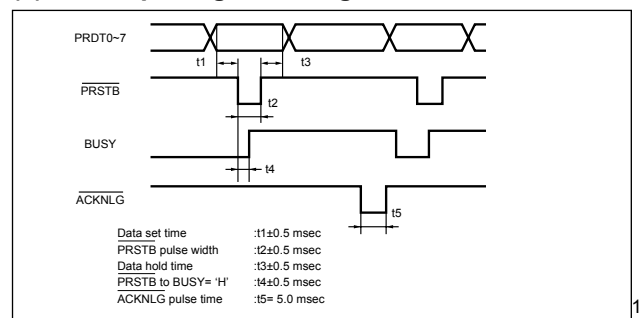 PRDT0~7
t1
t3
PRSTB
t2
BUSY
t4
ACKNLG
t5
Data set time :t1±0.5 msec
PRSTB pulse width :t2±0.5 msec
Data hold time :t3±0.5 msec
PRSTB to BUSY= ‘H’ :t4±0.5 msec
ACKNLG pulse time :t5= 5.0 msec
1